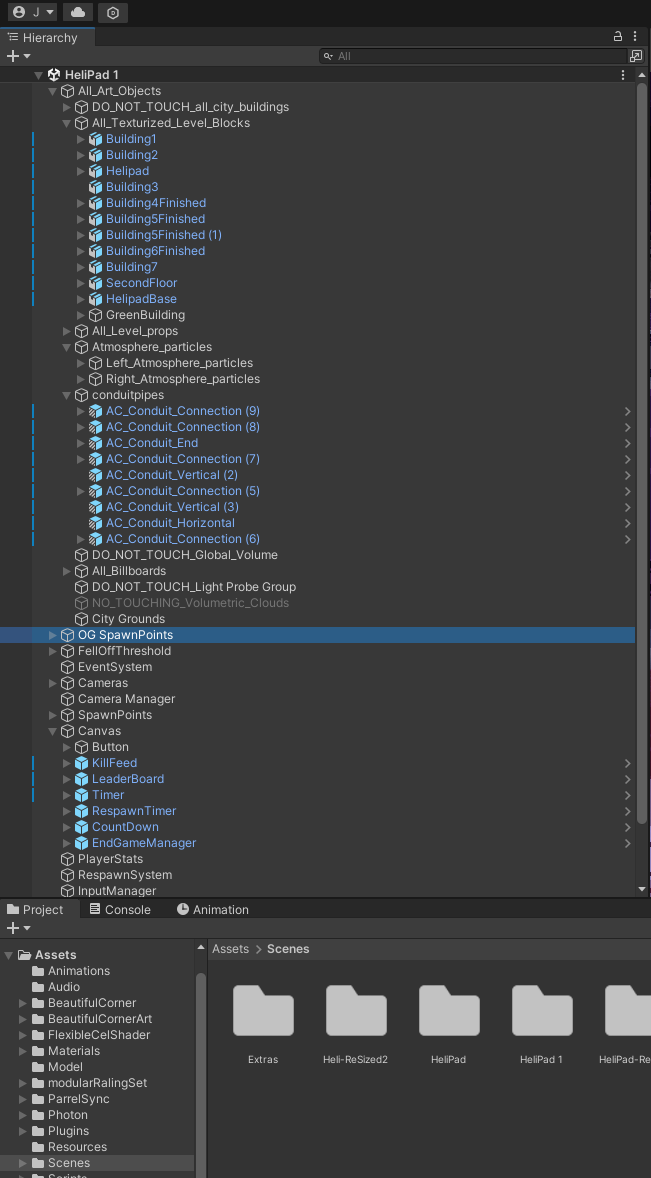 J
Hierarchy
All
HeliPad 1
All_Art_Objects
DO_NOT_TOUCH_all_city_buildings
All_Texturized_Level_Blocks
Building1
Building2
Helipad
Building3
Building4Finished
Building5Finished
Building5Finished (1)
Building6Finished
Building7
SecondFloor
HelipadBase
GreenBuilding
All_Level_props
Atmosphere_particles
Left_Atmosphere_particles
Right_Atmosphere_particles
conduitpipes
AC_Conduit_Connection (9)
AC_Conduit_Connection (8)
AC_Conduit_End
AC_Conduit_Connection (7)
AC_Conduit_Vertical (2)
AC_Conduit_Connection (5)
AC_Conduit_Vertical (3)
AC_Conduit_Horizontal
AC_Conduit_Connection (6)
DO_NOT_TOUCH_Global_Volume
All_Billboards
DO_NOT_TOUCH_Light Probe Group
NO_TOUCHING_Volumetric_Clouds
City Grounds
OG SpawnPoints
FellOffThreshold
EventSystem
Cameras
Camera Manager
SpawnPoints
Canvas
Button
KillFeed
LeaderBoard
Timer
RespawnTimer
CountDown
EndGameManager
PlayerStats
RespawnSystem
InputManager
Project Console Animation
Assets
Animations
Audio
BeautifulCorner
BeautifulCornerArt
FlexibleCelShader
Materials
Model
modularRalingSet
ParrelSync
Photon
Plugins
Resources
Scenes
Scripts
Assets > Scenes
Extras Heli-ReSized2 HeliPad HeliPad 1 HeliPad-Re